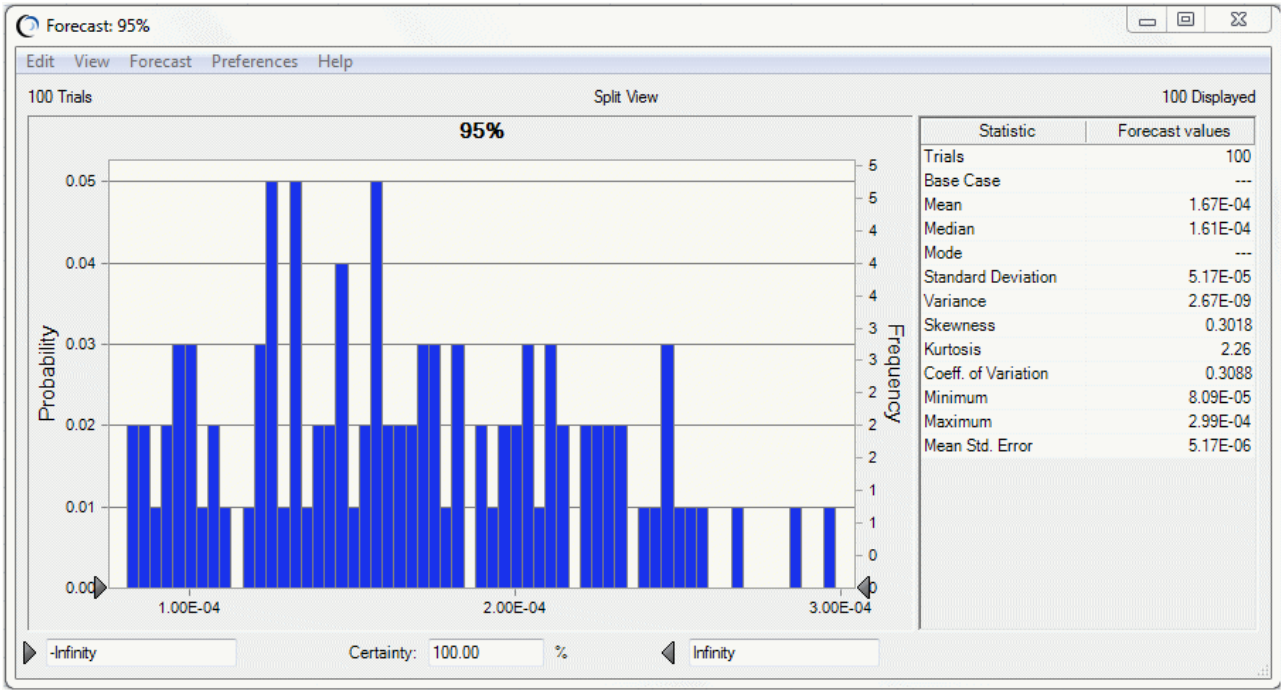 Forecast: 95%
Edit View Forecast Preferences Help
100 Trials Split View 100 Displayed
95%
Probability
0.05
0.04
0.03
0.02
0.01
0.00
1.00E-04 2.00E-04 3.00E-04
5
5
4
4
4
3
3
2
2
2
1
1
0
0
Frequency
Statistic Forecast values
Trials 100
Base Case ---
Mean 1.67E-04
Median 1.61E-04
Mode ---
Standard Deviation 5.17E-05
Variance 2.67E-09
Skewness 0.3018
Kurtosis 2.26
Coeff. of Variation 0.3088
Minimum 8.09E-05
Maximum 2.99E-04
Mean Std. Error 5.17E-06
-Infinity Certainty: 100.00 % Infinity